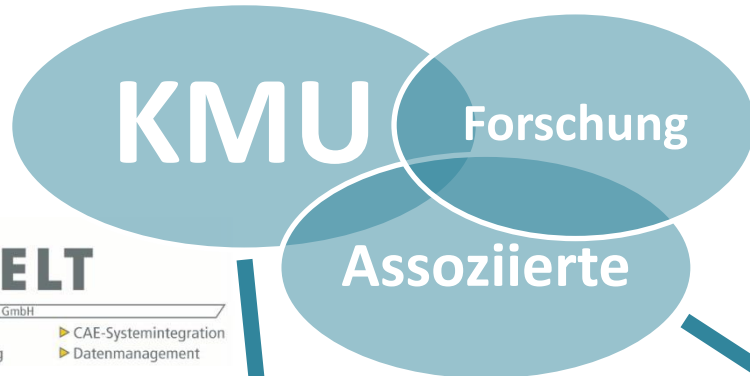 KMU
Forschung
Assoziierte
ELT
GmbH
CAE-Systemintegration
g
Datenmanagement